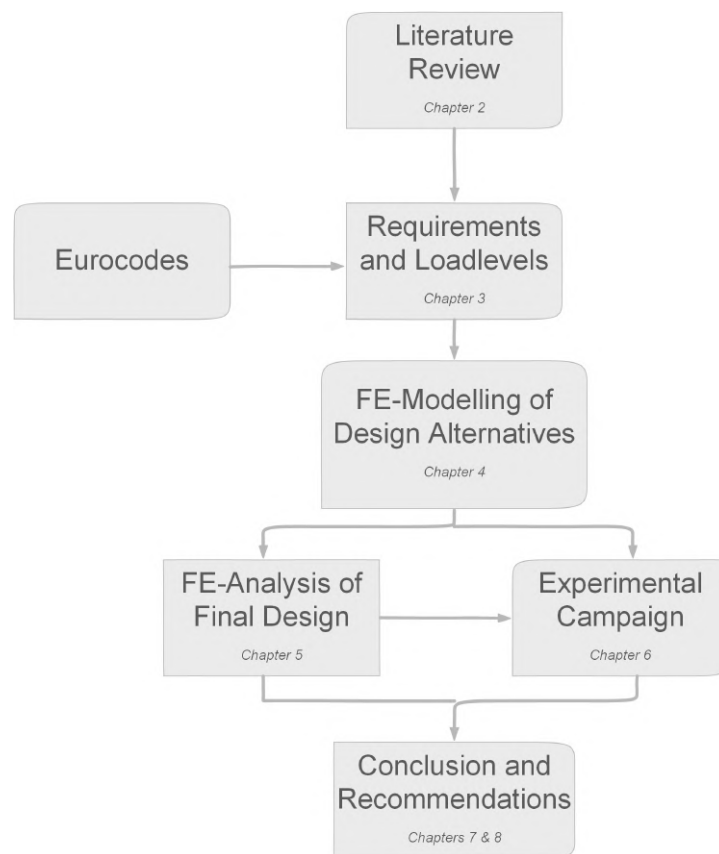 Literature
Review
Chapter 2
Eurocodes
Requirements
and Loadlevels
Chapter 3
FE-Modelling of
Design Alternatives
Chapter 4
FE-Analysis of
Final Design
Chapter 5
Experimental
Campaign
Chapter 6
Conclusion and
Recommendations
Chapters 7 & 8